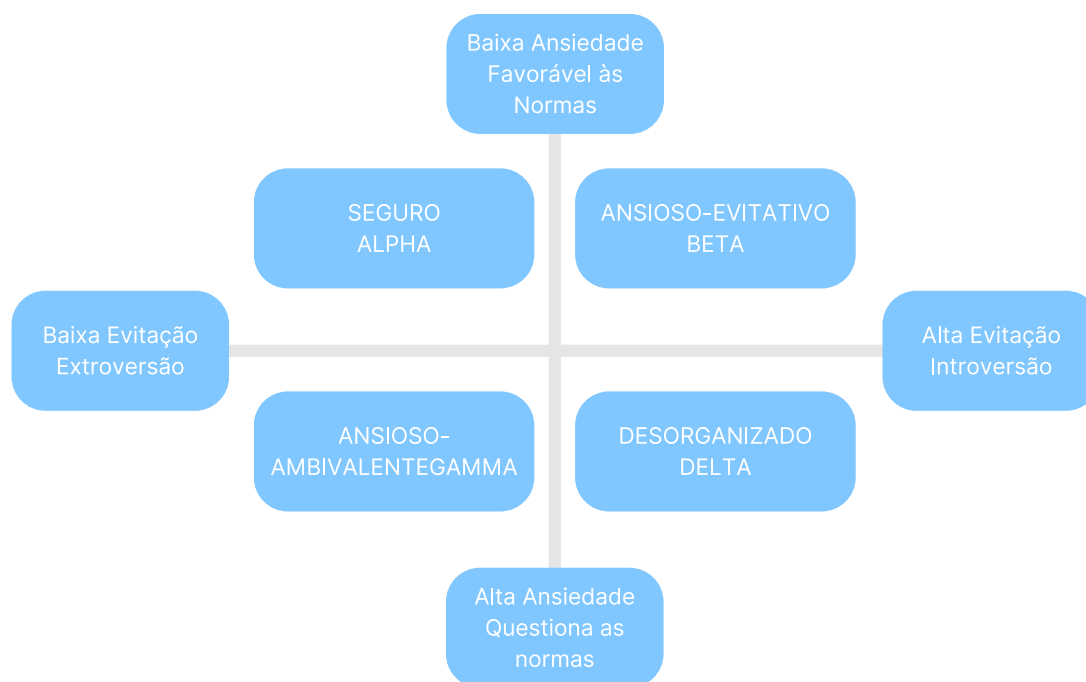 Baixa Ansiedade
Favorável às
Normas
SEGURO
ALPHA
ANSIOSO-EVITATIVO
BETA
Baixa Evitação
Extroversão
Alta Evitação
Introversão
ANSIOSO-
AMBIVALENTEGAMMA
DESORGANIZADO
DELTA
Alta Ansiedade
Questiona as
normas